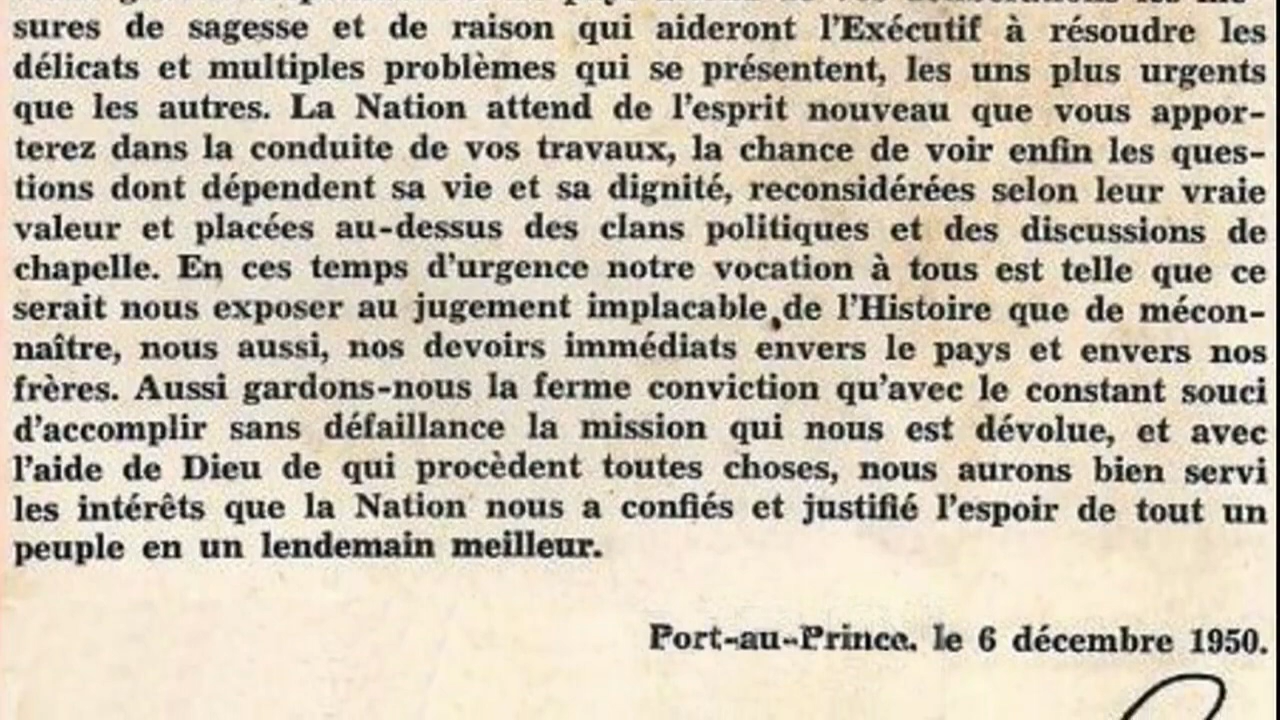 sures de sagesse et de raison qui aideront l'Exécutif à résoudre les
délicats et multiples problèmes qui se présentent, les uns plus urgents
que les autres. La Nation attend de l'esprit nouveau que vous appor-
terez dans la conduite de vos travaux, la chance de voir enfin les ques-
tions dont dépendent sa vie et sa dignité, reconsidérées selon leur vraie
valeur et placées au-dessus des clans politiques et des discussions de
chapelle. En ces temps d'urgence notre vocation à tous est telle que ce
serait nous exposer au jugement implacable de l'Histoire que de mécon-
naître, nous aussi, nos devoirs immédiats envers le pays et envers nos
frères. Aussi gardons-nous la ferme conviction qu'avec le constant souci
d'accomplir sans défaillance la mission qui nous est dévolue, et avec
l'aide de Dieu de qui procèdent toutes choses, nous aurons bien servi
les intérêts que la Nation nous a confiés et justifié l'espoir de tout un
peuple en un lendemain meilleur.
Port-au-Prince. le 6 décembre 1950.